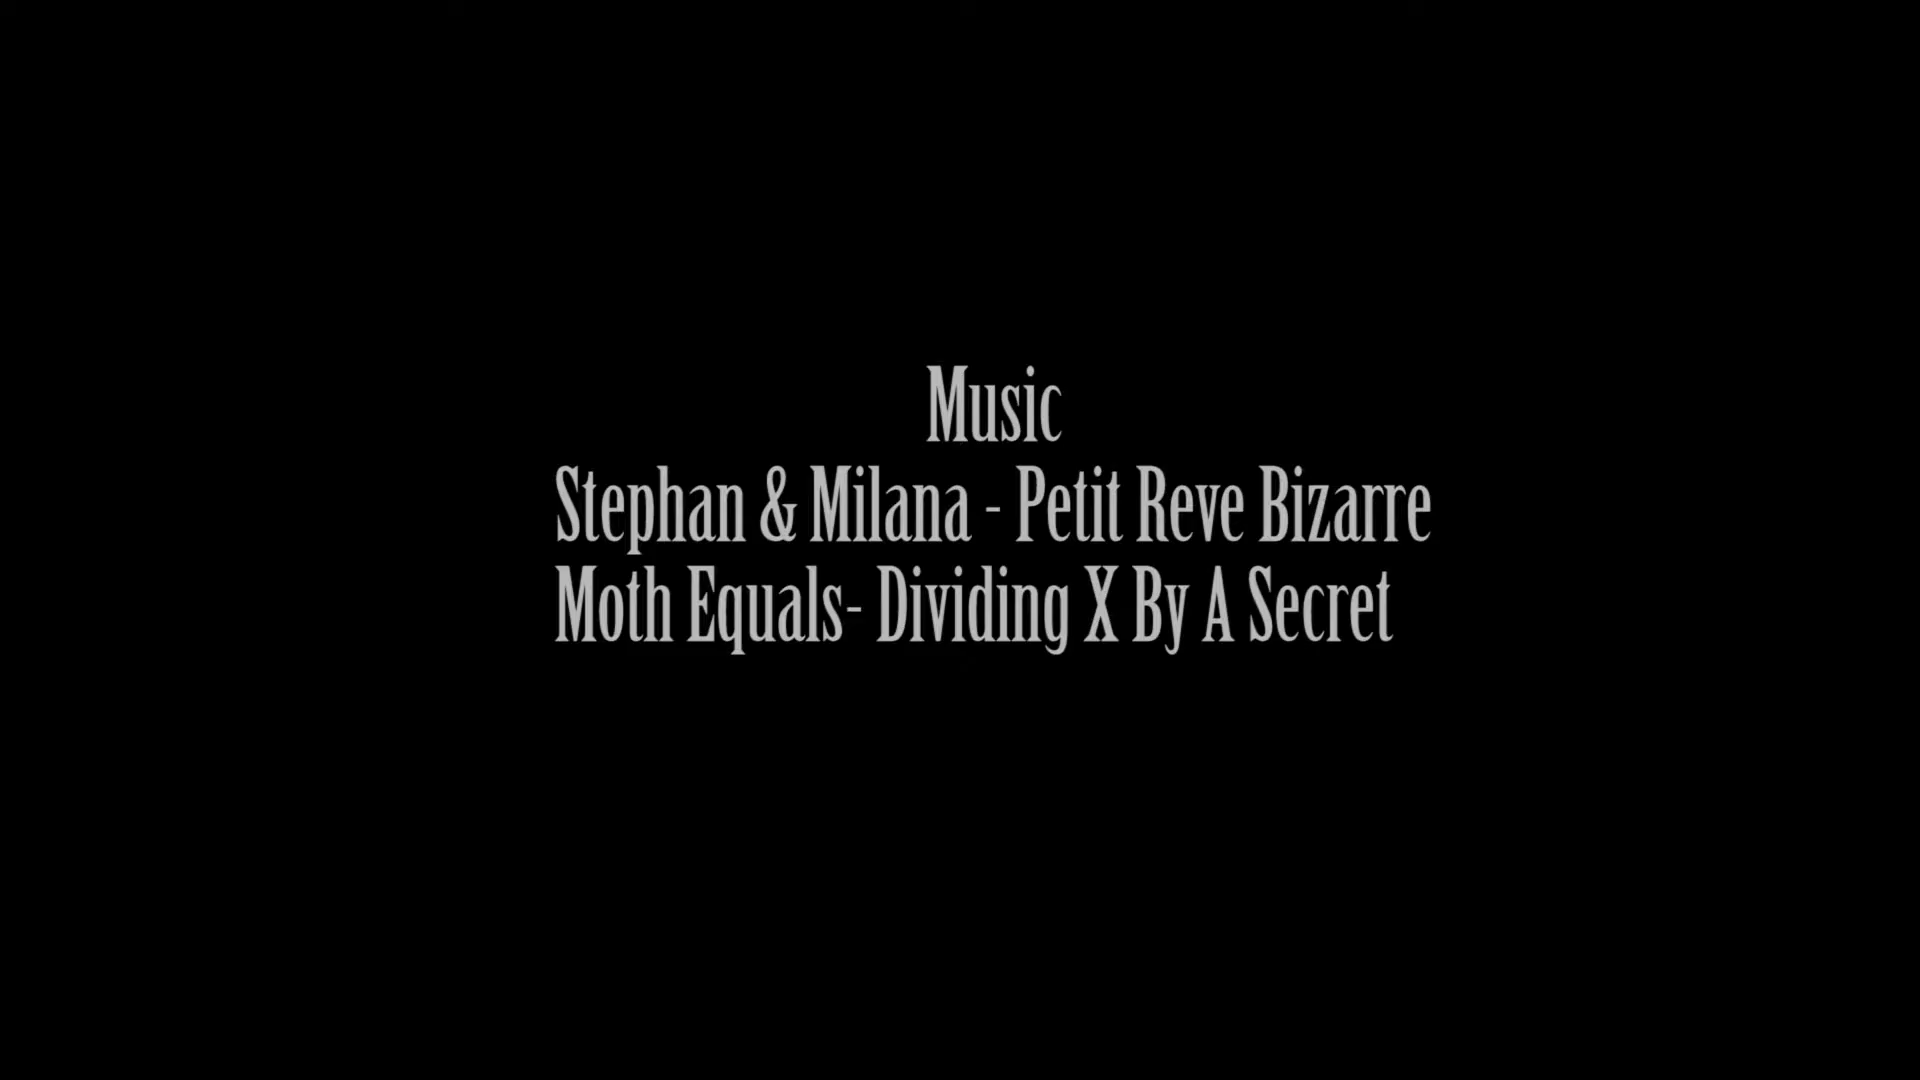 Music
Stephan & Milana - Petit Reve Bizarre
Moth Equals- Dividing X By A Secret